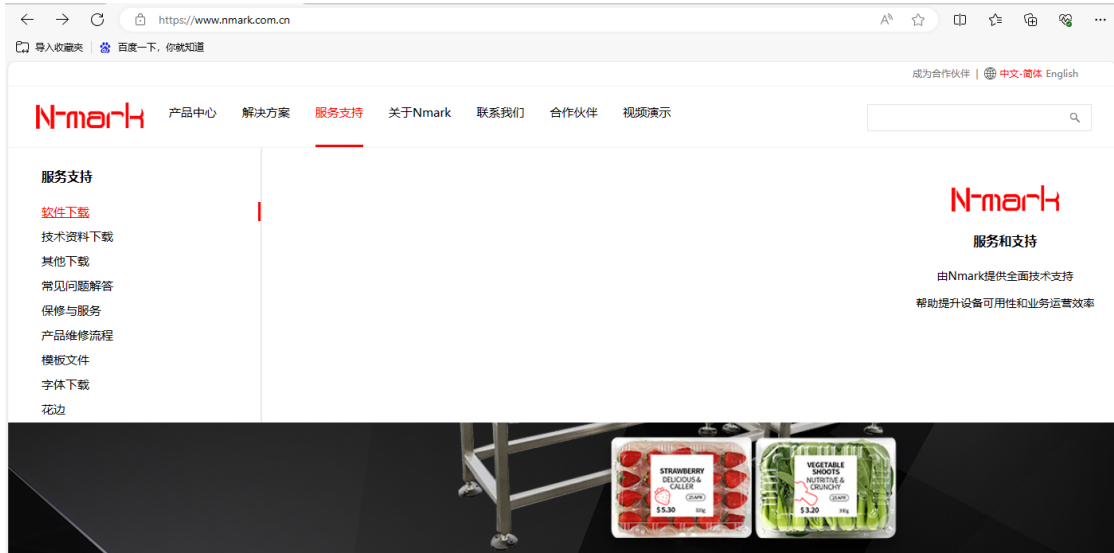 https://www.nmark.com.cn
导入收藏夹 百度一下，你就知道
成为合作伙伴 | 中文-简体 English
N-mark 产品中心 解决方案 服务支持 关于Nmark 联系我们 合作伙伴 视频演示
服务支持
软件下载
技术资料下载
其他下载
常见问题解答
保修与服务
产品维修流程
模板文件
字体下载
花边
N-mark
服务和支持
由Nmark提供全面技术支持
帮助提升设备可用性和业务运营效率
STRAWBERRY
DELICIOUS &
CALLER
25APR
$5.30 320g
VEGETABLE
SHOOTS
NUTRITIVE &
CRUNCHY
25APR
$3.20